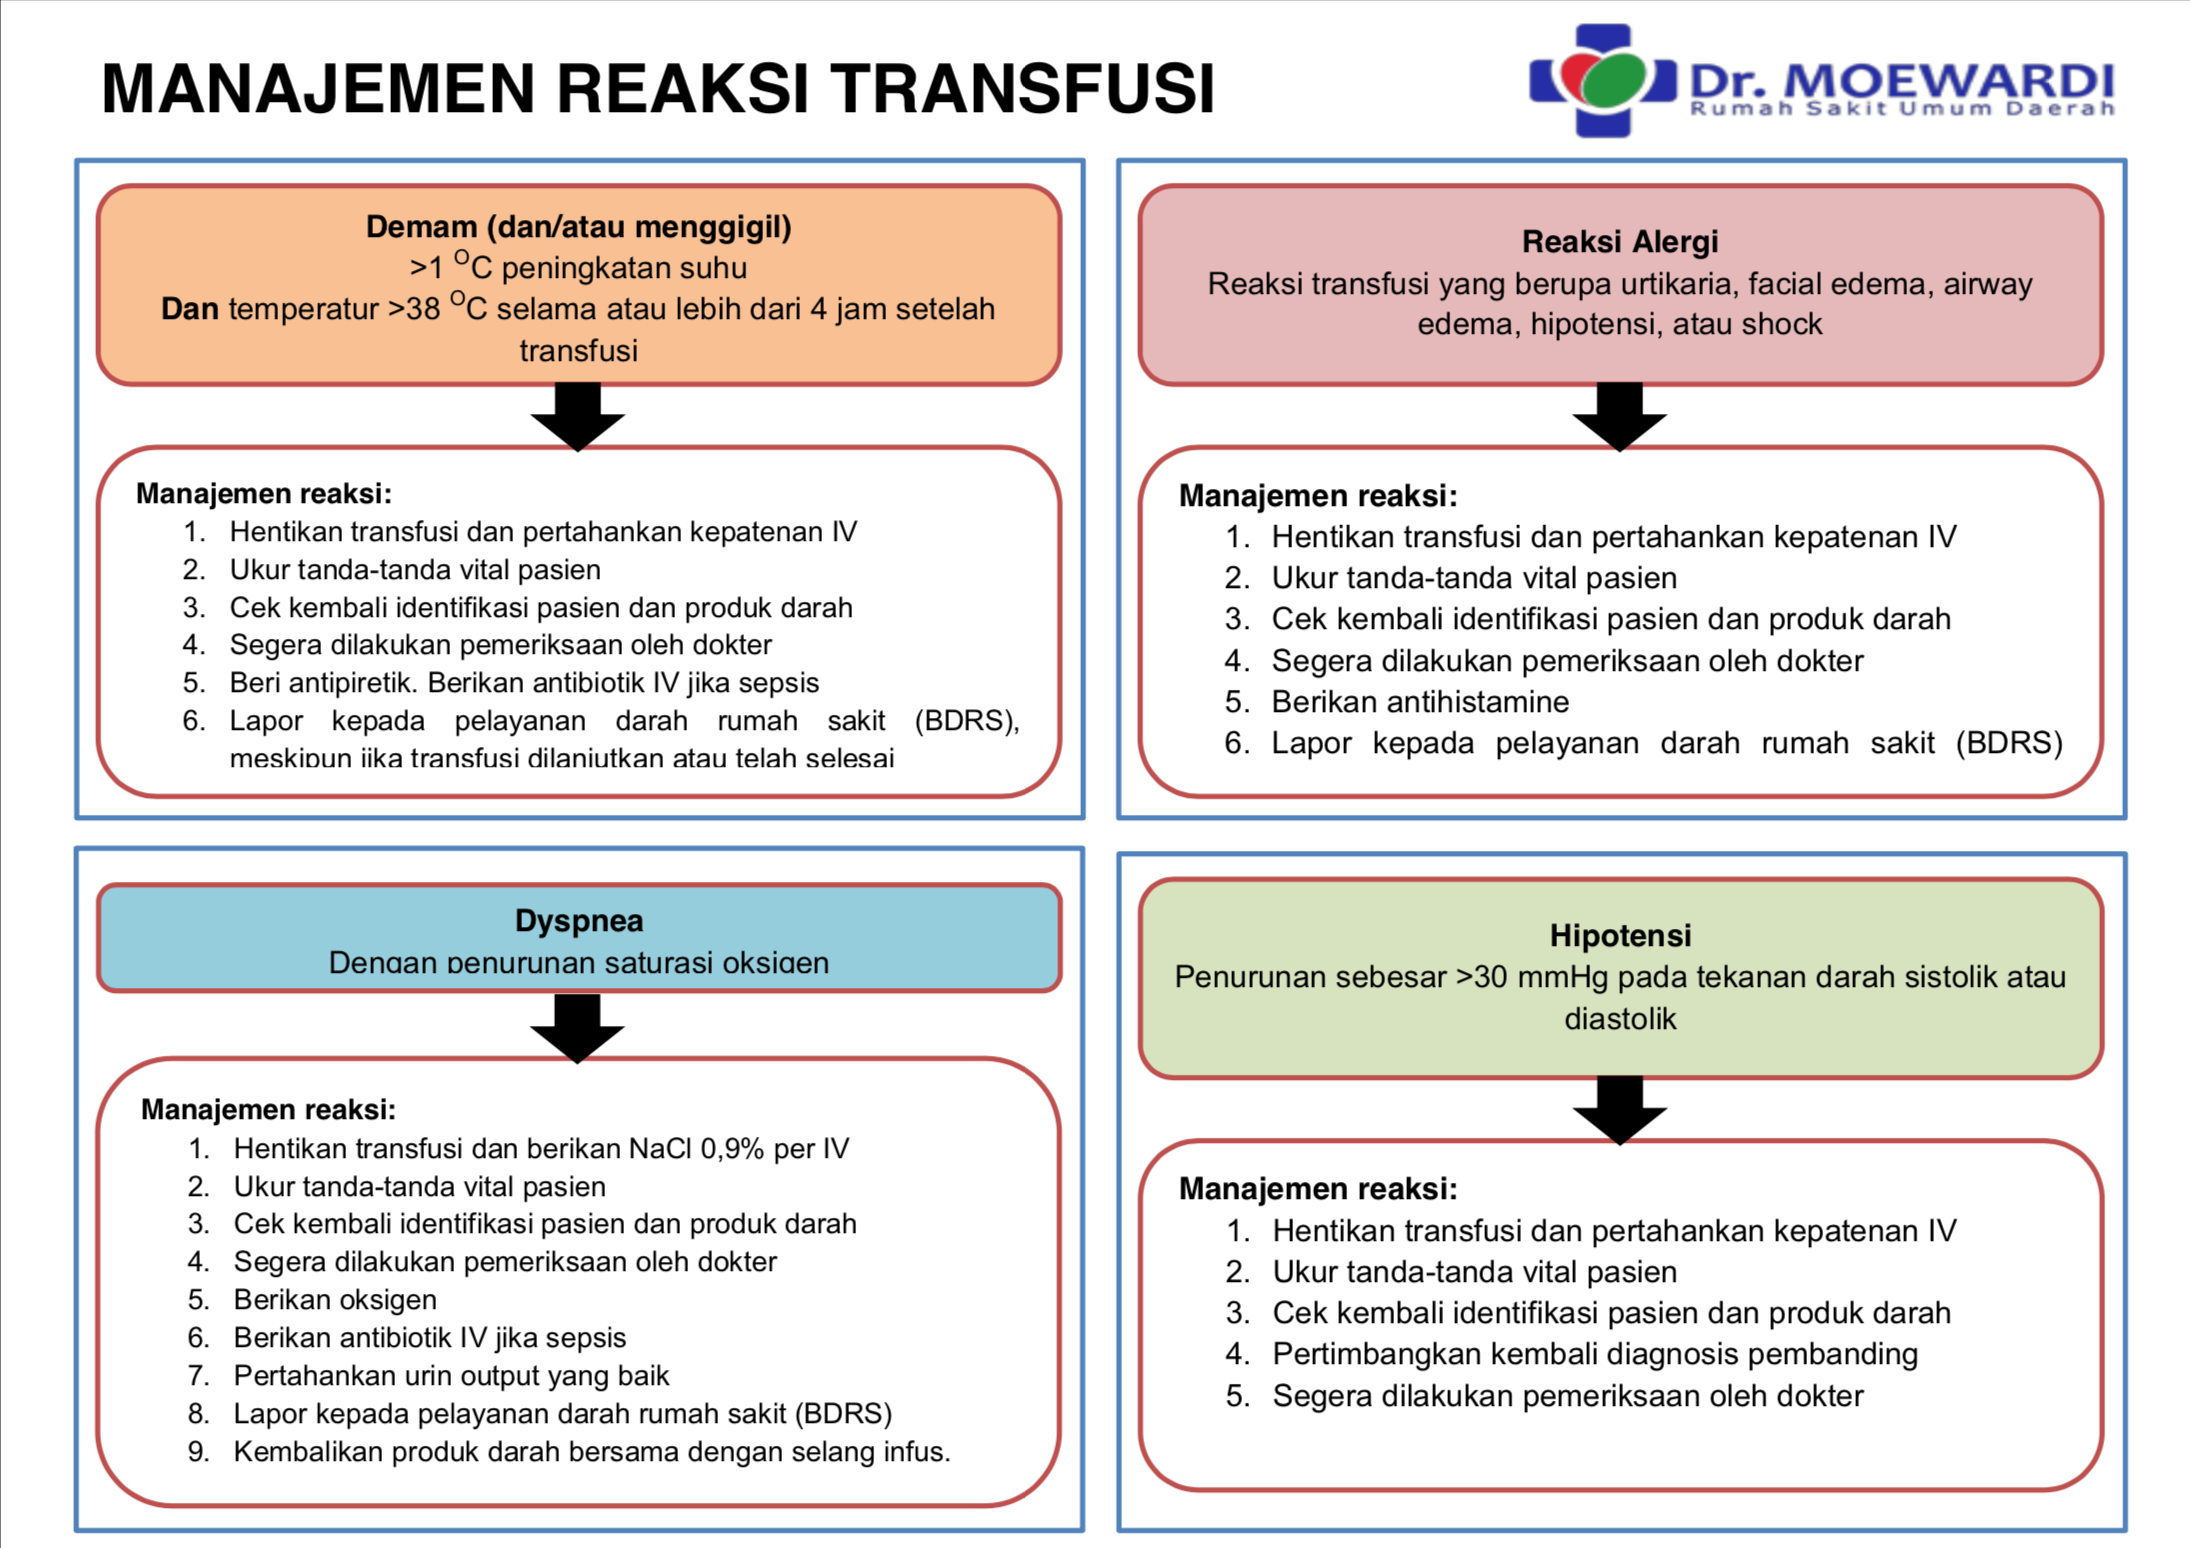 MANAJEMEN REAKSI TRANSFUSI
Dr. MOEWARDI
Rumah Sakit Umum Daerah
Demam (dan/atau menggigil)
>1 °C peningkatan suhu
Dan temperatur >38 °C selama atau lebih dari 4 jam setelah
transfusi
Manajemen reaksi:
1. Hentikan transfusi dan pertahankan kepatenan IV
2. Ukur tanda-tanda vital pasien
3. Cek kembali identifikasi pasien dan produk darah
4. Segera dilakukan pemeriksaan oleh dokter
5. Beri antipiretik. Berikan antibiotik IV jika sepsis
6. Lapor kepada pelayanan darah rumah sakit (BDRS),
meskipun jika transfusi dilanjutkan atau telah selesai
Reaksi Alergi
Reaksi transfusi yang berupa urtikaria, facial edema, airway
edema, hipotensi, atau shock
Manajemen reaksi:
1. Hentikan transfusi dan pertahankan kepatenan IV
2. Ukur tanda-tanda vital pasien
3. Cek kembali identifikasi pasien dan produk darah
4. Segera dilakukan pemeriksaan oleh dokter
5. Berikan antihistamine
6. Lapor kepada pelayanan darah rumah sakit (BDRS)
Dyspnea
Dengan penurunan saturasi oksigen
Manajemen reaksi:
1. Hentikan transfusi dan berikan NaCl 0,9% per IV
2. Ukur tanda-tanda vital pasien
3. Cek kembali identifikasi pasien dan produk darah
4. Segera dilakukan pemeriksaan oleh dokter
5. Berikan oksigen
6. Berikan antibiotik IV jika sepsis
7. Pertahankan urin output yang baik
8. Lapor kepada pelayanan darah rumah sakit (BDRS)
9. Kembalikan produk darah bersama dengan selang infus.
Hipotensi
Penurunan sebesar >30 mmHg pada tekanan darah sistolik atau
diastolik
Manajemen reaksi:
1. Hentikan transfusi dan pertahankan kepatenan IV
2. Ukur tanda-tanda vital pasien
3. Cek kembali identifikasi pasien dan produk darah
4. Pertimbangkan kembali diagnosis pembanding
5. Segera dilakukan pemeriksaan oleh dokter